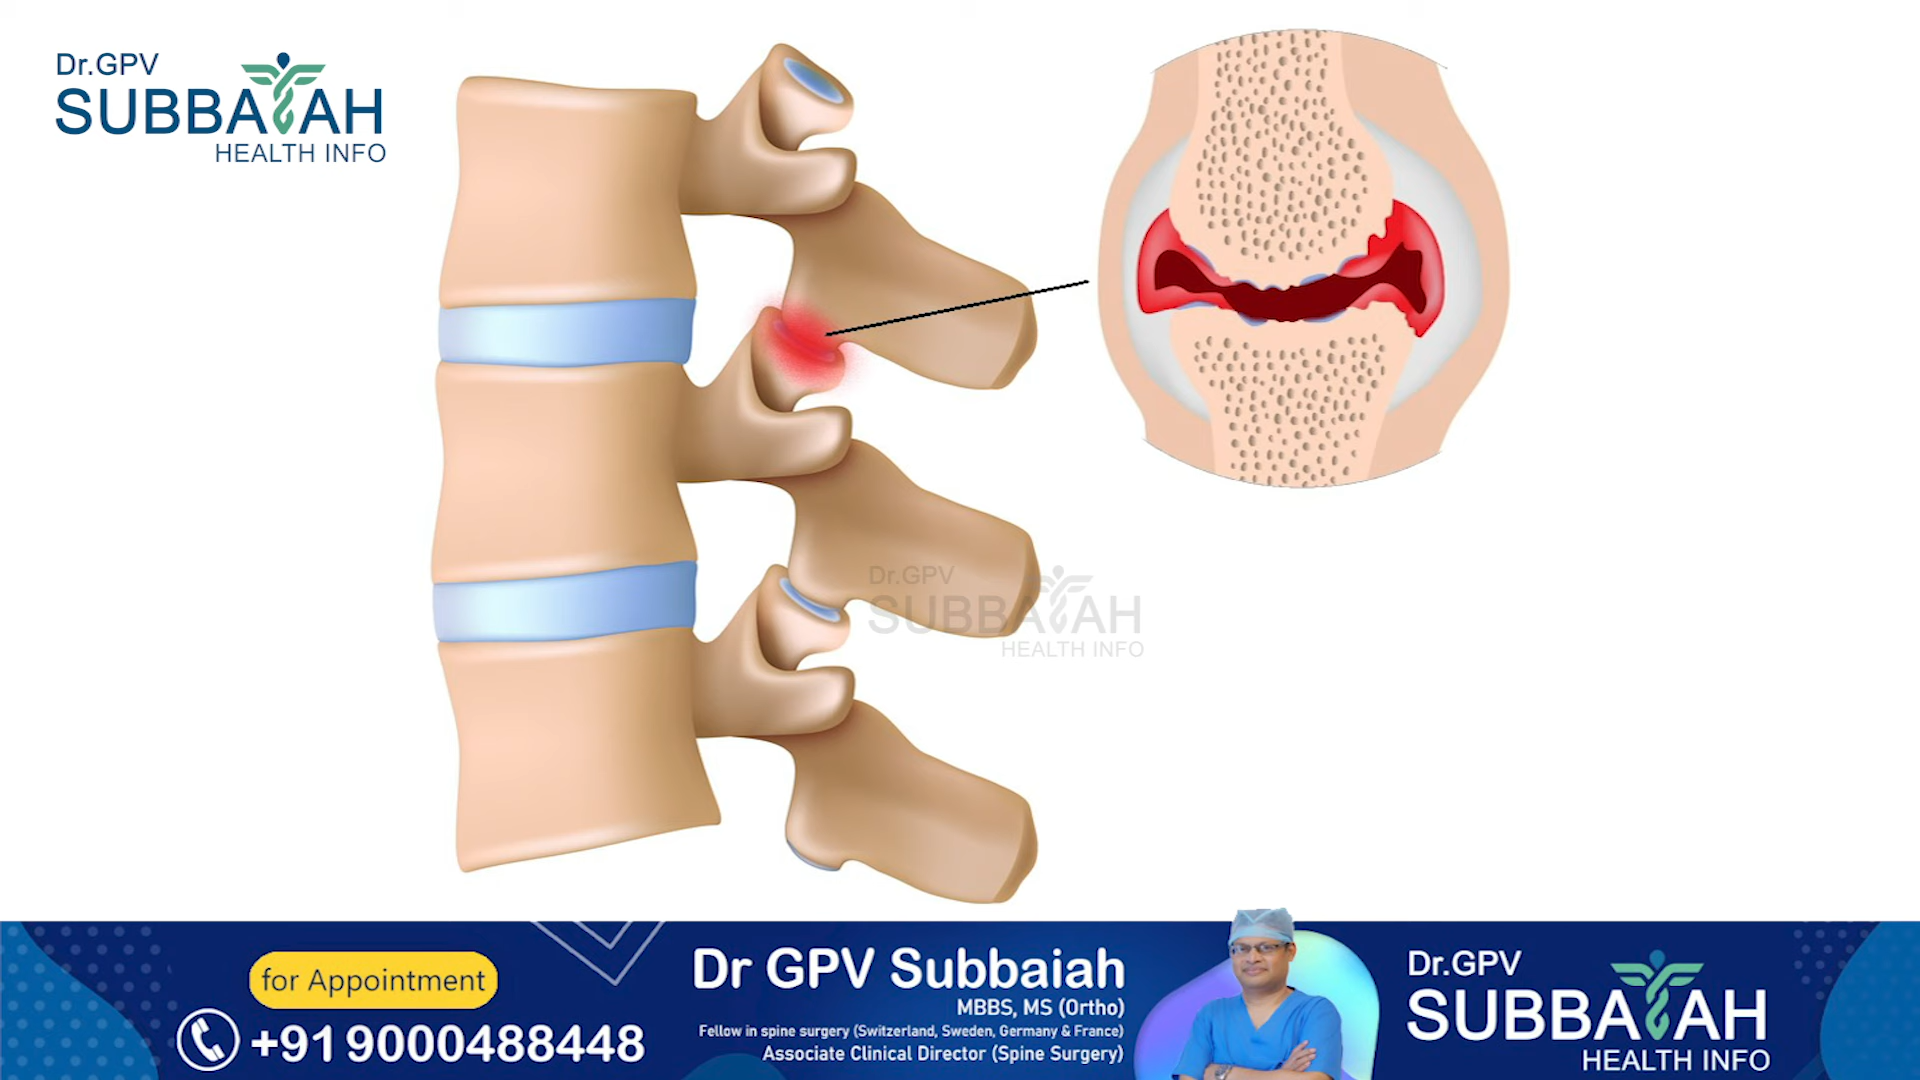 Dr.GPV
SUBBAIAH
HEALTH INFO
Dr.GPV
SUBBAIAH
HEALTH INFO
for Appointment
+91 9000488448
Dr GPV Subbaiah
MBBS, MS (Ortho)
Fellow in spine surgery (Switzerland, Sweden, Germany & France)
Associate Clinical Director (Spine Surgery)
Dr.GPV
SUBBAIAH
HEALTH INFO